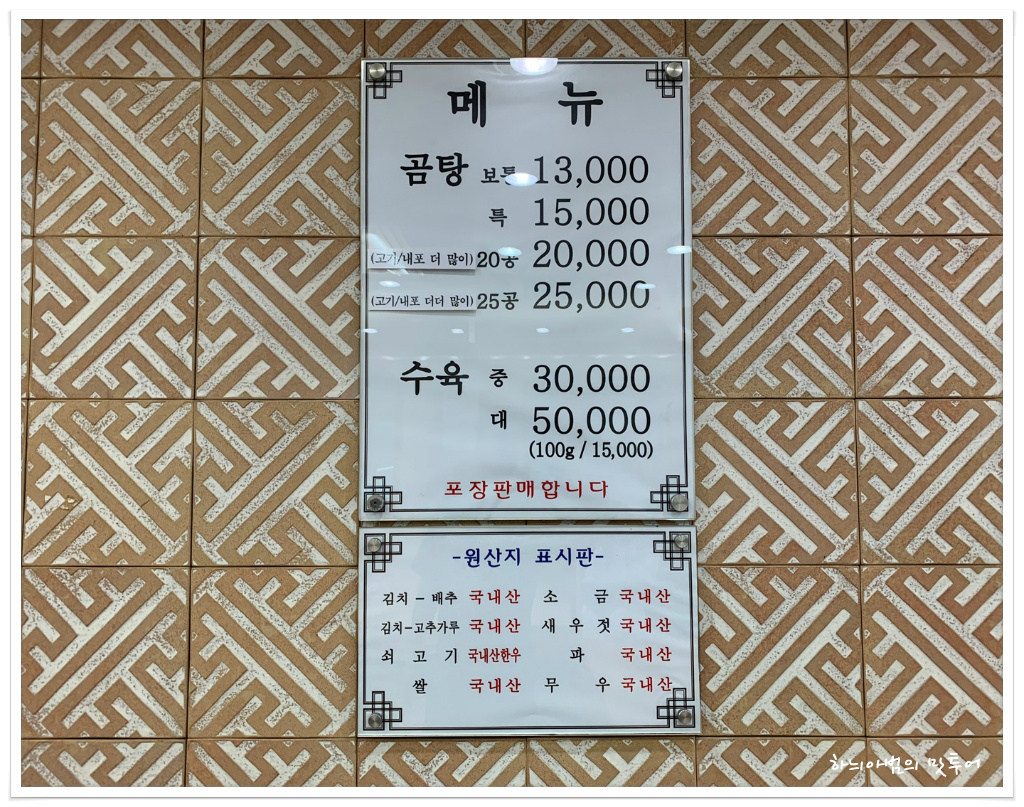 메 뉴
곰탕 보통 13,000
특 15,000
(고기/내포 더 많이) 20공 20,000
(고기/내포 더더 많이) 25공 25,000
수육 중 30,000
대 50,000
(100g / 15,000)
포장판매합니다
-원산지 표시판-
김치 - 배추 국내산 소 금 국내산
김치-고추가루 국내산 새 우 젓 국내산
쇠 고 기 국내산한우 파 국내산
쌀 국내산 무 우 국내산
하늬아범의 맛투어